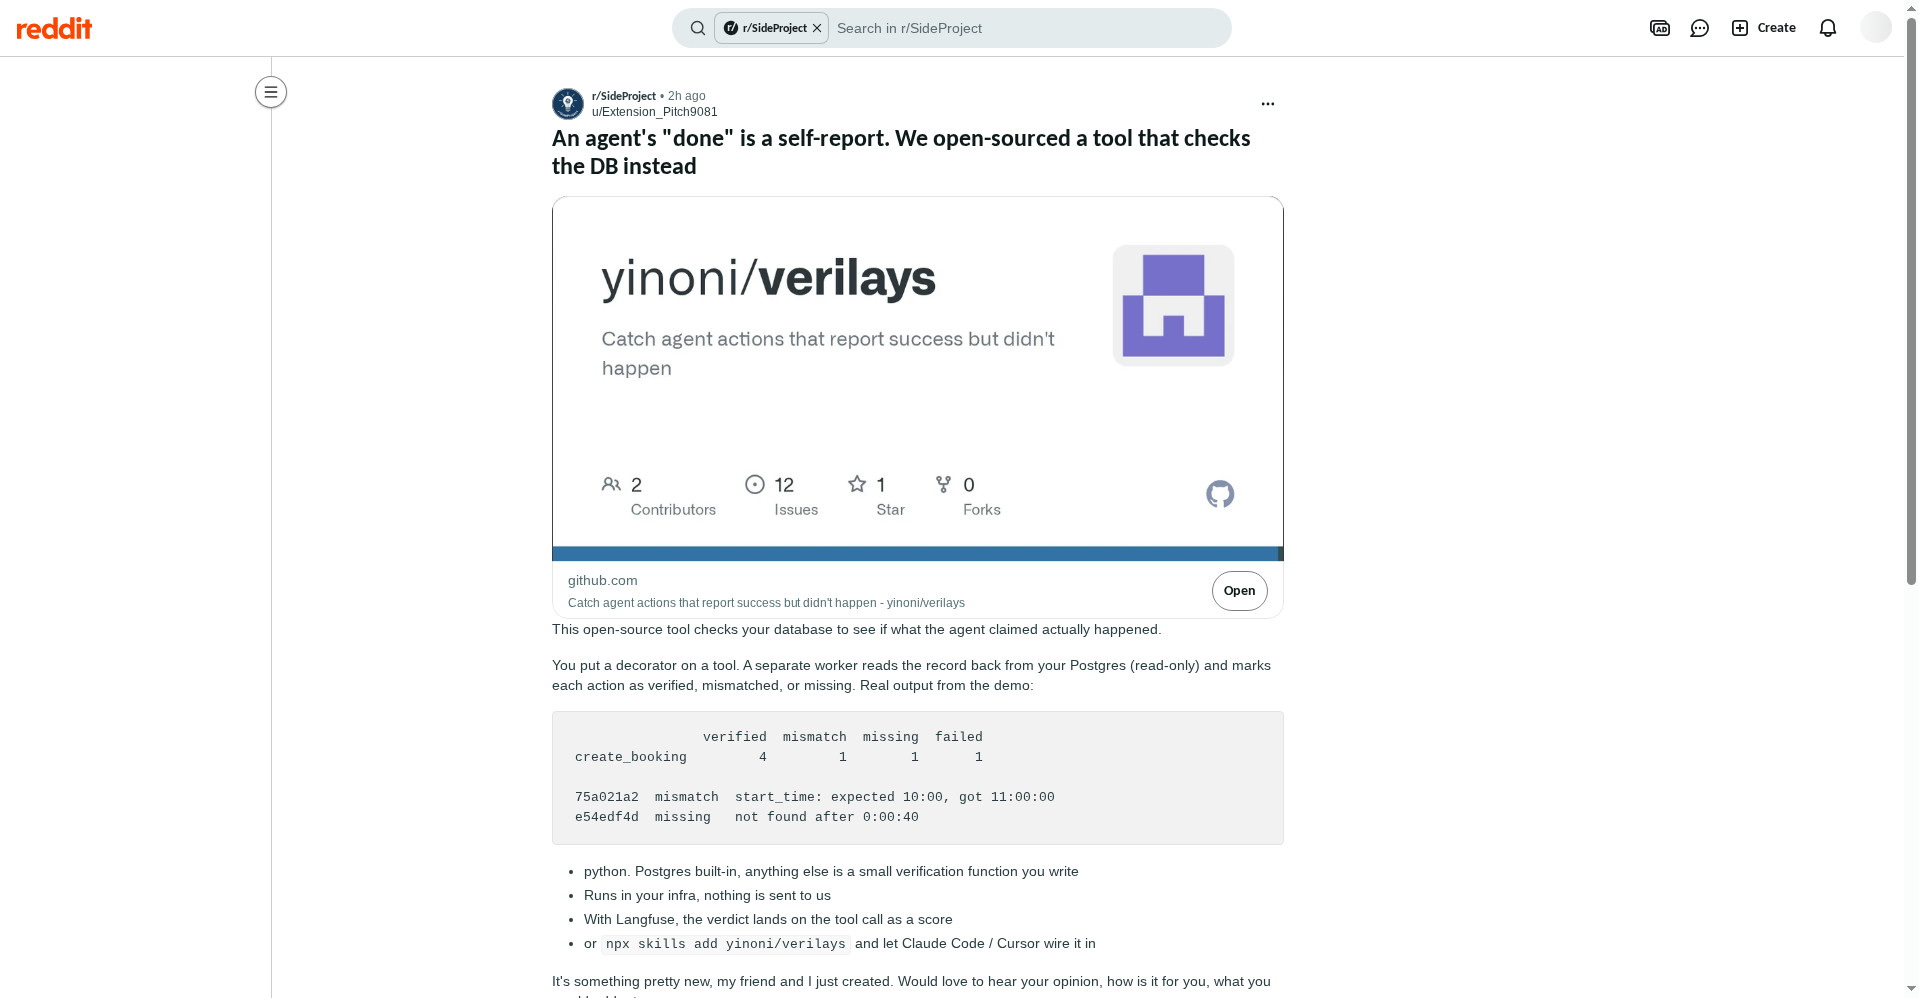 reddit
r/SideProject
Search in r/SideProject
AD
Create
r/SideProject • 2h ago
u/Extension_Pitch9081
An agent's "done" is a self-report. We open-sourced a tool that checks
the DB instead
yinoni/verilays
Catch agent actions that report success but didn't
happen
2
Contributors
12
Issues
1
Star
0
Forks
github.com
Catch agent actions that report success but didn't happen - yinoni/verilays
Open
This open-source tool checks your database to see if what the agent claimed actually happened.
You put a decorator on a tool. A separate worker reads the record back from your Postgres (read-only) and marks
each action as verified, mismatched, or missing. Real output from the demo:
verified mismatch missing failed
create_booking 4 1 1 1
75a021a2 mismatch start_time: expected 10:00, got 11:00:00
e54edf4d missing not found after 0:00:40
• python. Postgres built-in, anything else is a small verification function you write
• Runs in your infra, nothing is sent to us
• With Langfuse, the verdict lands on the tool call as a score
• or npx skills add yinoni/verilays and let Claude Code / Cursor wire it in
It's something pretty new, my friend and I just created. Would love to hear your opinion, how is it for you, what you